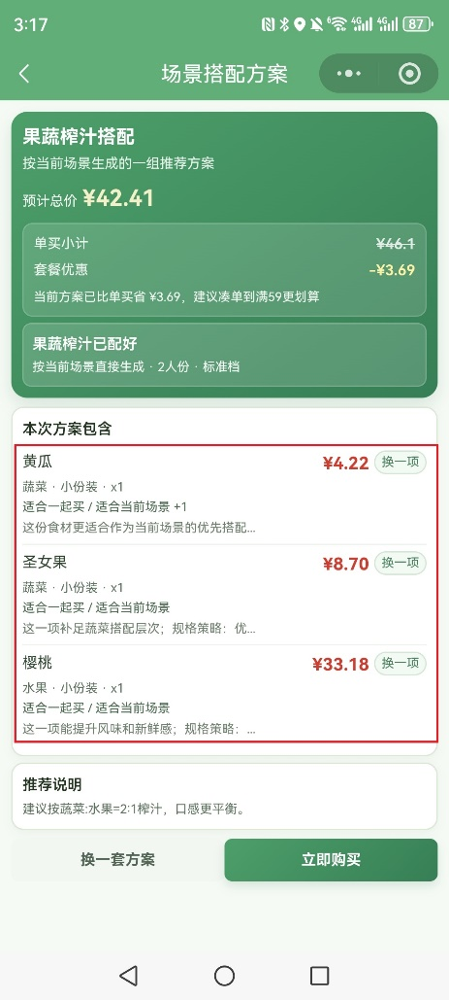 3:17
6 4G 4G 87
场景搭配方案
果蔬榨汁搭配
按当前场景生成的一组推荐方案
预计总价 ¥42.41
单买小计 ¥46.1
套餐优惠 -¥3.69
当前方案已比单买省 ¥3.69，建议凑单到满59更划算
果蔬榨汁已配好
按当前场景直接生成 · 2人份 · 标准档
本次方案包含
黄瓜 ¥4.22 换一项
蔬菜 · 小份装 · x1
适合一起买 / 适合当前场景 +1
这份食材更适合作为当前场景的优先搭配...
圣女果 ¥8.70 换一项
蔬菜 · 小份装 · x1
适合一起买 / 适合当前场景
这一项补足蔬菜搭配层次；规格策略：优...
樱桃 ¥33.18 换一项
水果 · 小份装 · x1
适合一起买 / 适合当前场景
这一项能提升风味和新鲜感；规格策略：...
推荐说明
建议按蔬菜:水果=2:1榨汁，口感更平衡。
换一套方案 立即购买